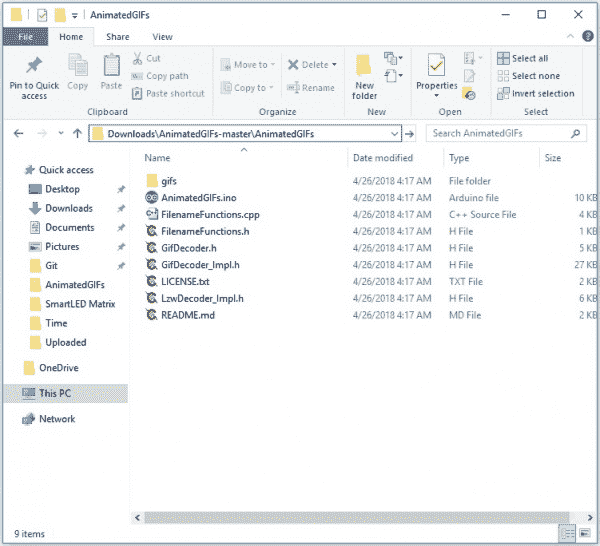 AnimatedGIFs
File Home Share View
Pin to Quick access
Copy
Paste
Cut
Copy path
Paste shortcut
Clipboard
Move to
Copy to
Delete
Rename
Organize
New folder
New
Properties
Open
Select all
Select none
Invert selection
Select
Downloads\AnimatedGIFs-master\AnimatedGIFs
Search AnimatedGIFs
Name Date modified Type Size
Quick access
Desktop
Downloads
Documents
Pictures
Git
AnimatedGIFs
SmartLED Matrix
Time
Uploaded
OneDrive
This PC
Network
gifs 4/26/2018 4:17 AM File folder
AnimatedGIFs.ino 4/26/2018 4:17 AM Arduino file 10 KB
FilenameFunctions.cpp 4/26/2018 4:17 AM C++ Source File 4 KB
FilenameFunctions.h 4/26/2018 4:17 AM H File 1 KB
GifDecoder.h 4/26/2018 4:17 AM H File 5 KB
GifDecoder_Impl.h 4/26/2018 4:17 AM H File 27 KB
LICENSE.txt 4/26/2018 4:17 AM TXT File 2 KB
LzwDecoder_Impl.h 4/26/2018 4:17 AM H File 6 KB
README.md 4/26/2018 4:17 AM MD File 2 KB
9 items